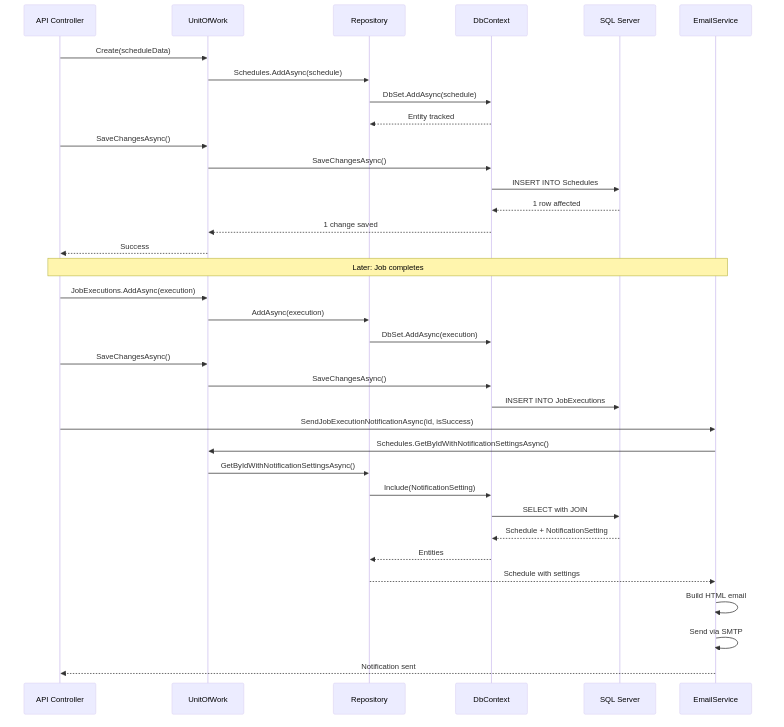 API Controller
UnitOfWork
Repository
DbContext
SQL Server
EmailService
Create(scheduleData)
Schedules.AddAsync(schedule)
DbSet.AddAsync(schedule)
Entity tracked
SaveChangesAsync()
SaveChangesAsync()
INSERT INTO Schedules
1 row affected
1 change saved
Success
Later: Job completes
JobExecutions.AddAsync(execution)
AddAsync(execution)
DbSet.AddAsync(execution)
SaveChangesAsync()
SaveChangesAsync()
INSERT INTO JobExecutions
SendJobExecutionNotificationAsync(id, isSuccess)
Schedules.GetByIdWithNotificationSettingsAsync()
GetByIdWithNotificationSettingsAsync()
Include(NotificationSetting)
SELECT with JOIN
Schedule + NotificationSetting
Entities
Schedule with settings
Build HTML email
Send via SMTP
Notification sent
API Controller
UnitOfWork
Repository
DbContext
SQL Server
EmailService